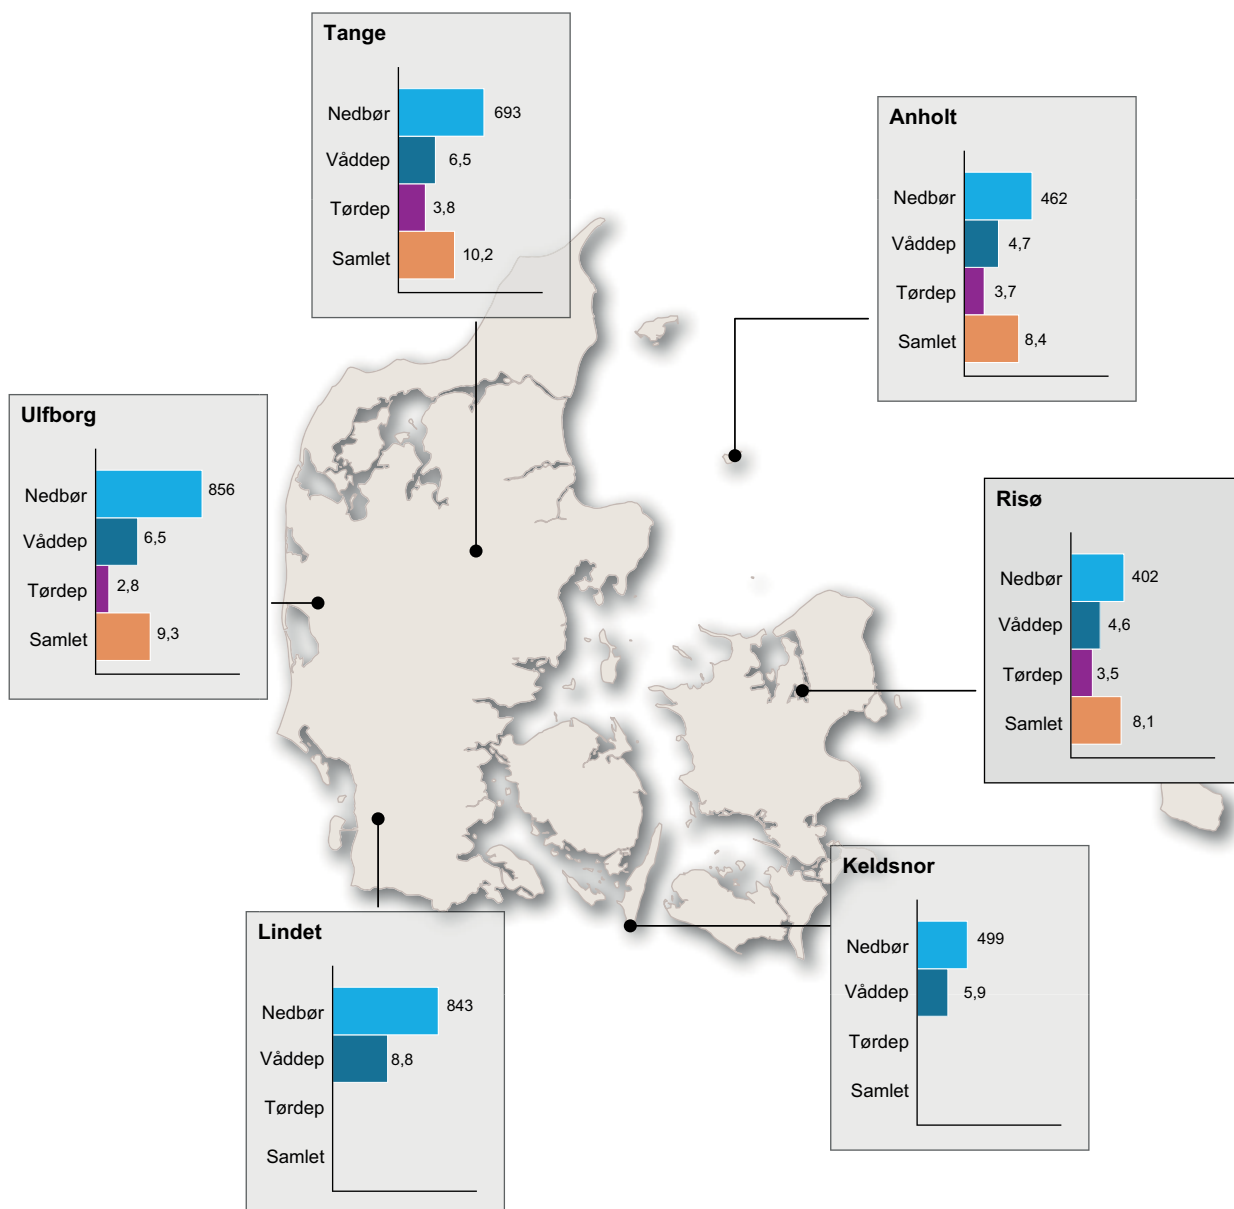 Tange
Nedbør 693
Våddep 6,5
Tørdep 3,8
Samlet 10,2
Anholt
Nedbør 462
Våddep 4,7
Tørdep 3,7
Samlet 8,4
Ulfborg
Nedbør 856
Våddep 6,5
Tørdep 2,8
Samlet 9,3
Risø
Nedbør 402
Våddep 4,6
Tørdep 3,5
Samlet 8,1
Keldsnor
Nedbør 499
Våddep 5,9
Tørdep
Samlet
Lindet
Nedbør 843
Våddep 8,8
Tørdep
Samlet